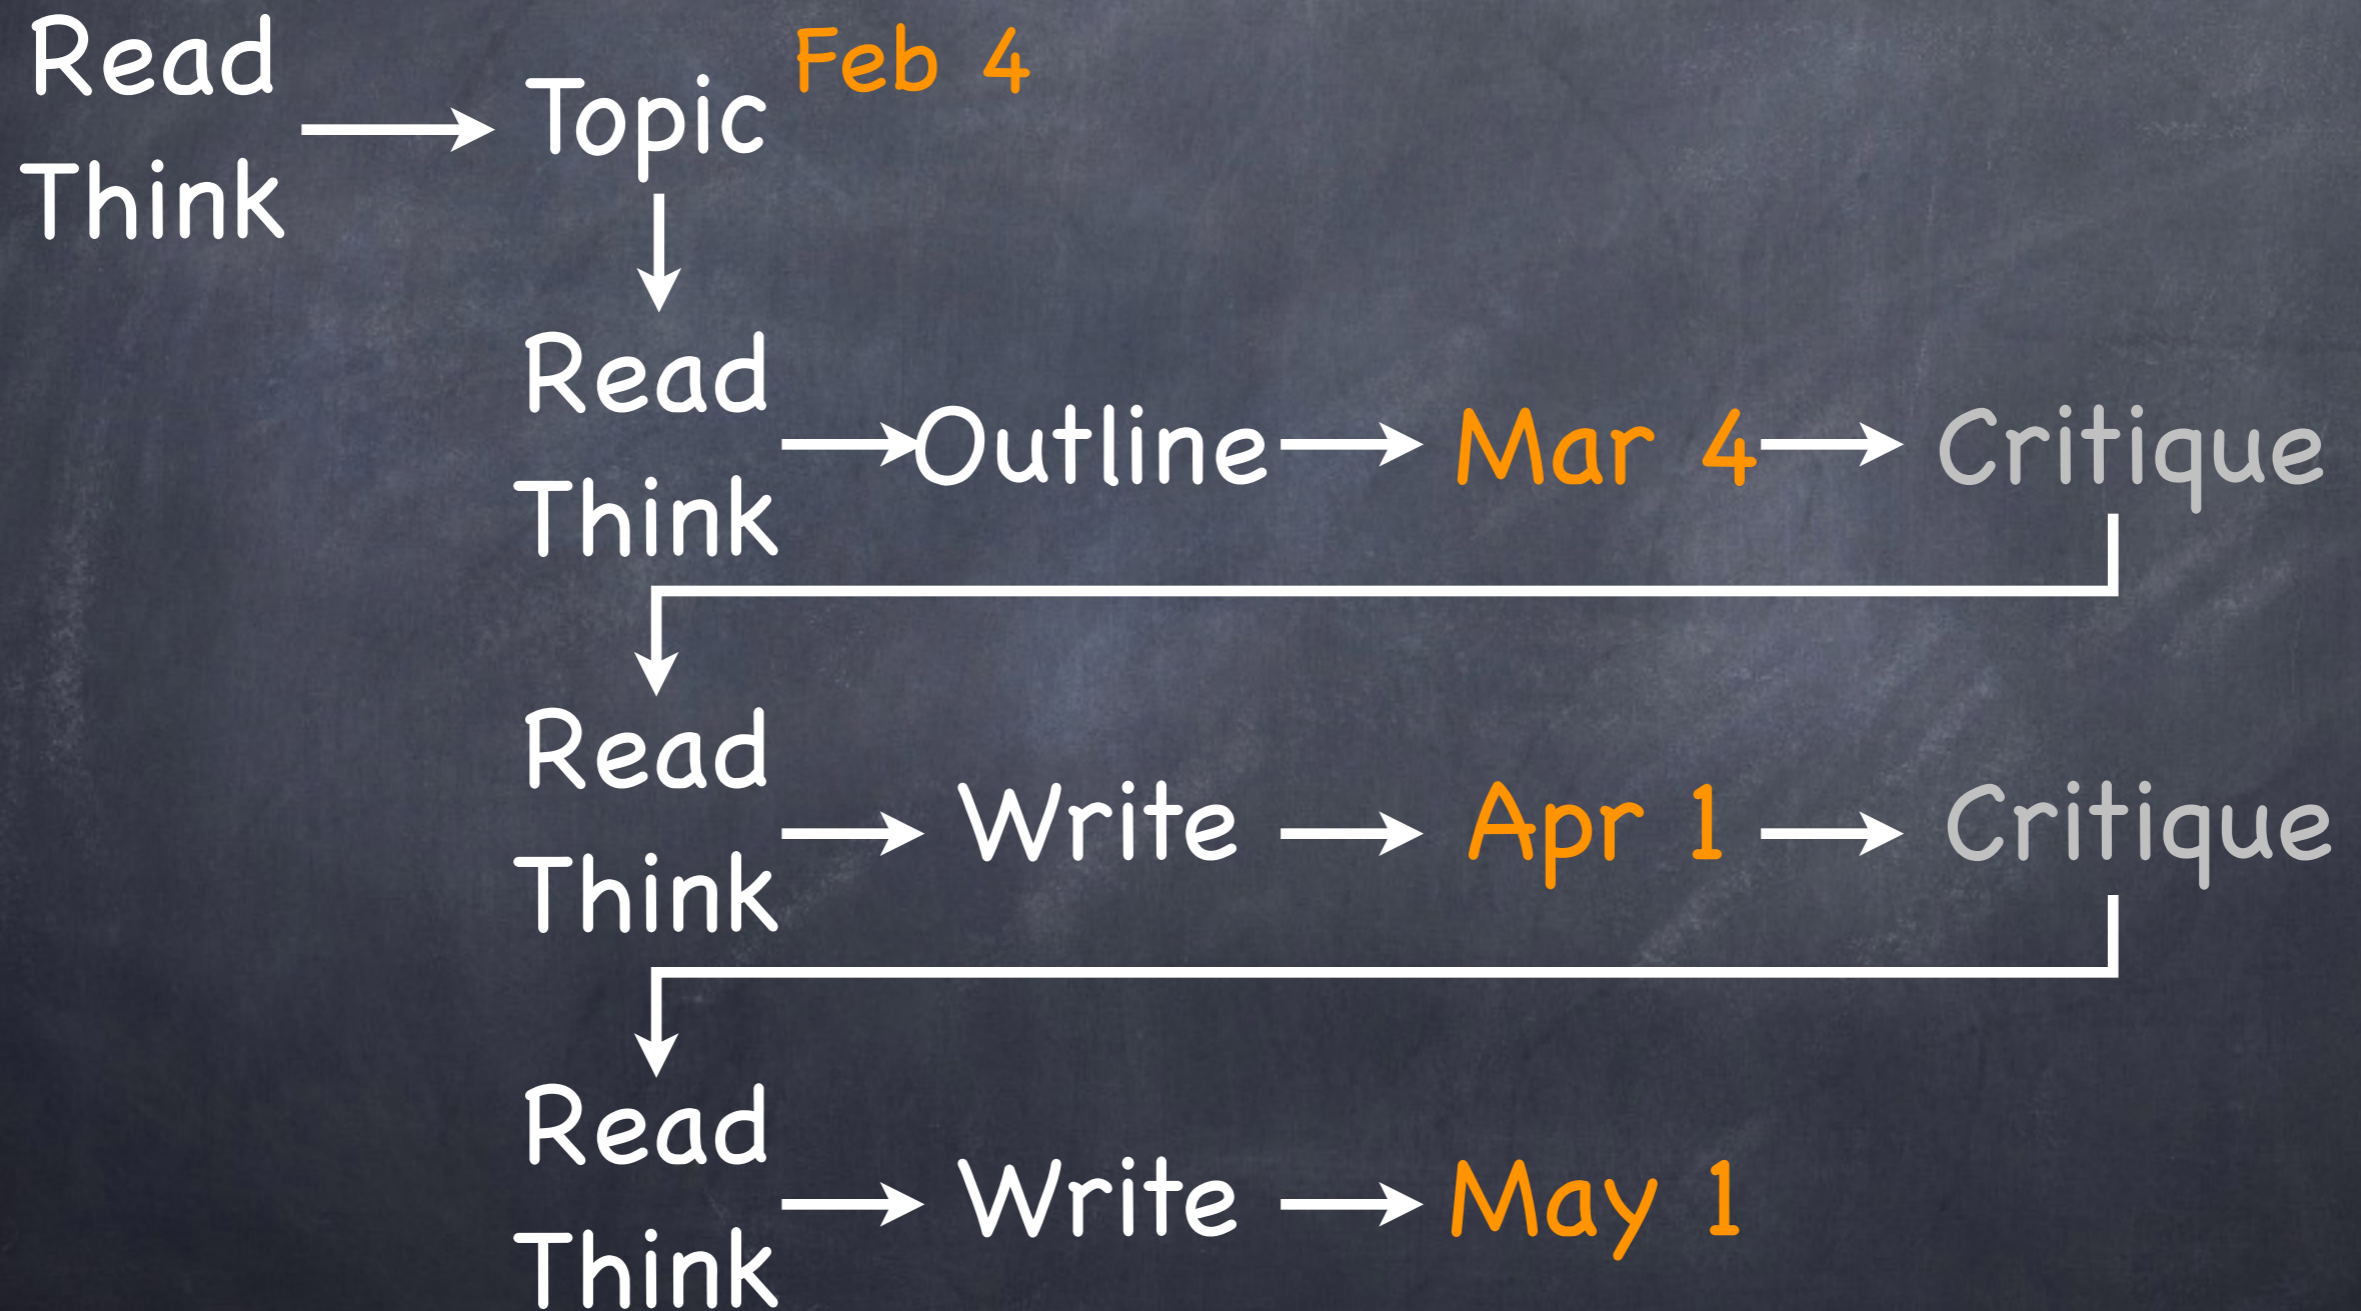 Read
Think
Topic
Feb 4
Read
Think
Outline
Mar 4
Critique
Read
Think
Write
Apr 1
Critique
Read
Think
Write
May 1